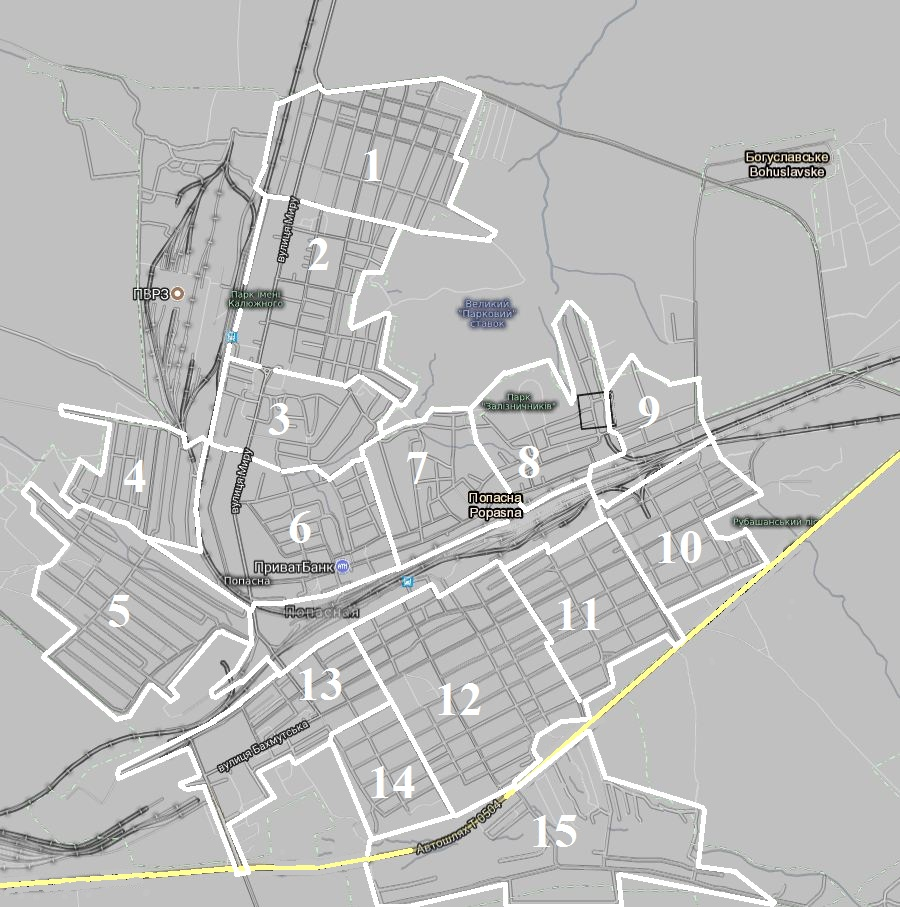 Богуславське
Bohuslavske
1
вулиця Миру
2
ПВРЗ
Парк імені
Калюжного
Великий
"Парковий"
ставок
Парк
"Залізничників"
9
3
4
вулиця Миру
7
8
Попасна
Popasna
Рубашанський ліс
6
10
ПриватБанк
Попасна
5
Попасная
11
13
12
вулиця Бахмутська
14
Автошлях Т 0504
15